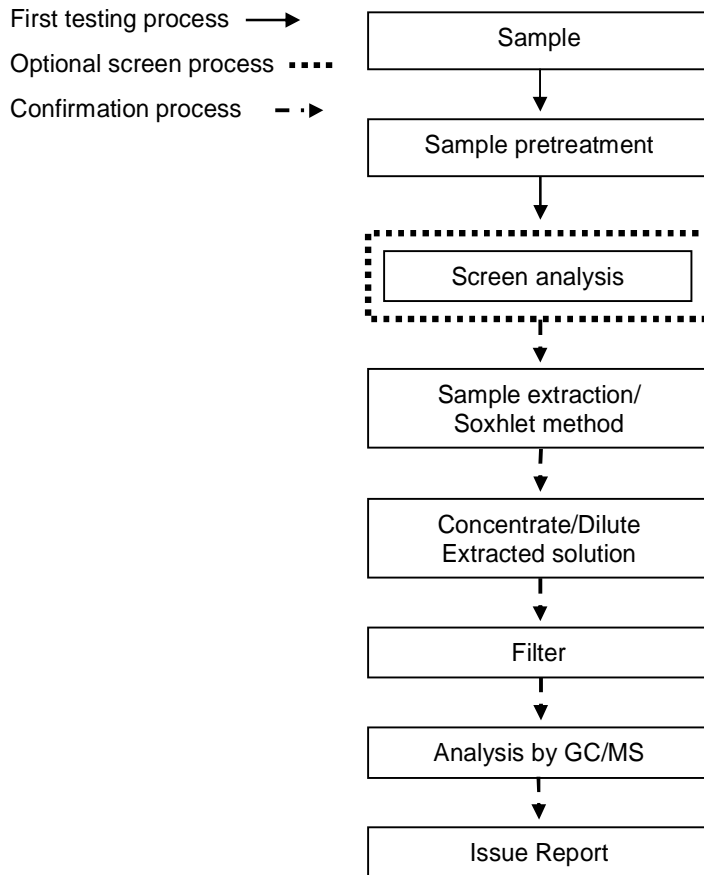 First testing process
Optional screen process
Confirmation process
Sample
Sample pretreatment
Screen analysis
Sample extraction/
Soxhlet method
Concentrate/Dilute
Extracted solution
Filter
Analysis by GC/MS
Issue Report